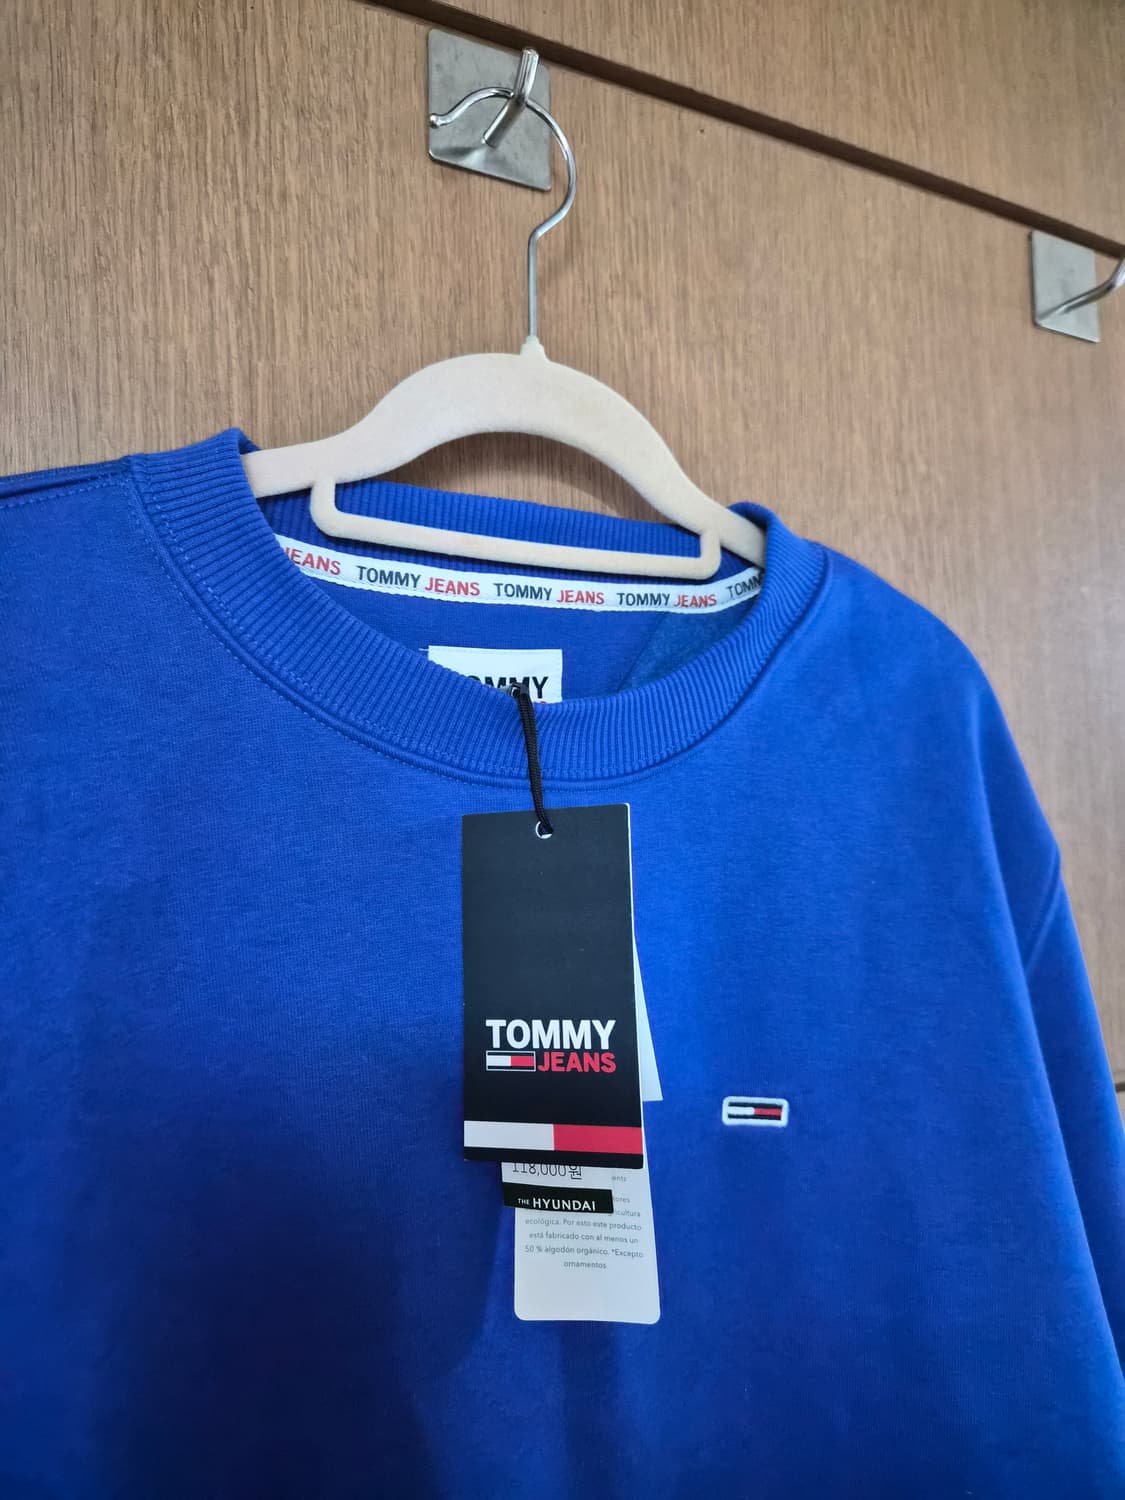 JEANS TOMMY JEANS TOMMY JEANS TOMMY JEANS
TOMMY
TOMMY
JEANS
118,000원
THE HYUNDAI
ecológica. Por esto este producto
está fabricado con al menos un
50 % algodón orgánico. *Excepto
ornamentos